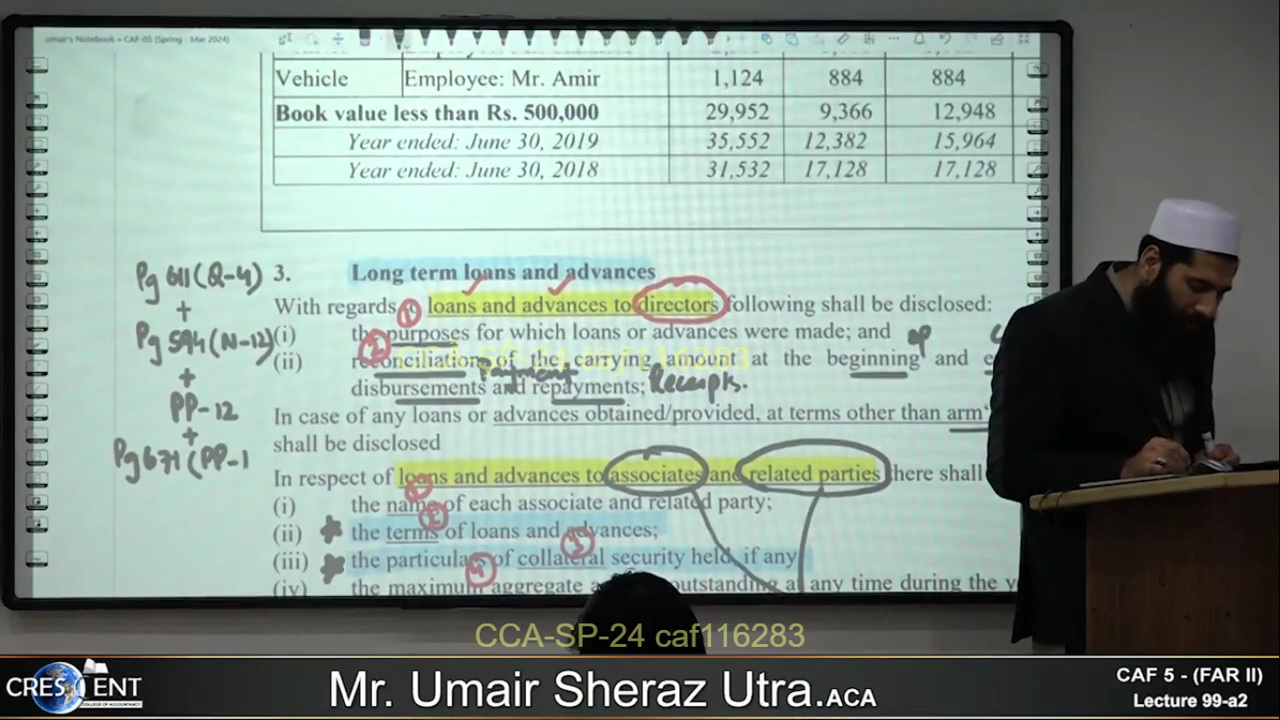 umair's Notebook > CAF-05 (Spring - Mar 2024)
Vehicle Employee: Mr. Amir 1,124 884 884
Book value less than Rs. 500,000 29,952 9,366 12,948
Year ended: June 30, 2019 35,552 12,382 15,964
Year ended: June 30, 2018 31,532 17,128 17,128
Pg 611(Q-4)
+
Pg 594(N-12)
+
PP-12
+
Pg 671(PP-1
3. Long term loans and advances
With regards loans and advances to directors following shall be disclosed:
(i) the purposes for which loans or advances were made; and op
(ii) reconciliation of the carrying amount at the beginning and
CCA-SP-24 caf116283
Payment
disbursements and repayments; Receipts.
In case of any loans or advances obtained/provided, at terms other than arm'
shall be disclosed
In respect of loans and advances to associates and related parties there shall
(i) the name of each associate and related party;
(ii) the terms of loans and advances;
(iii) the particulars of collateral security held, if any
(iv) the maximum aggregate outstanding at any time during the
CCA-SP-24 caf116283
CRESCENT
COLLEGE OF ACCOUNTANCY
Mr. Umair Sheraz Utra.ACA
CAF 5 - (FAR II)
Lecture 99-a2